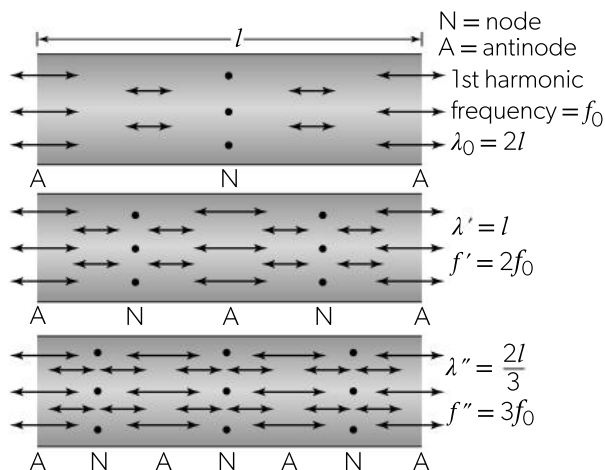 l
N = node
A = antinode
1st harmonic
frequency = f₀
λ₀ = 2l
A N A
λ′ = l
f′ = 2f₀
A N A N A
λ″ = 2l/3
f″ = 3f₀
A N A N A N A